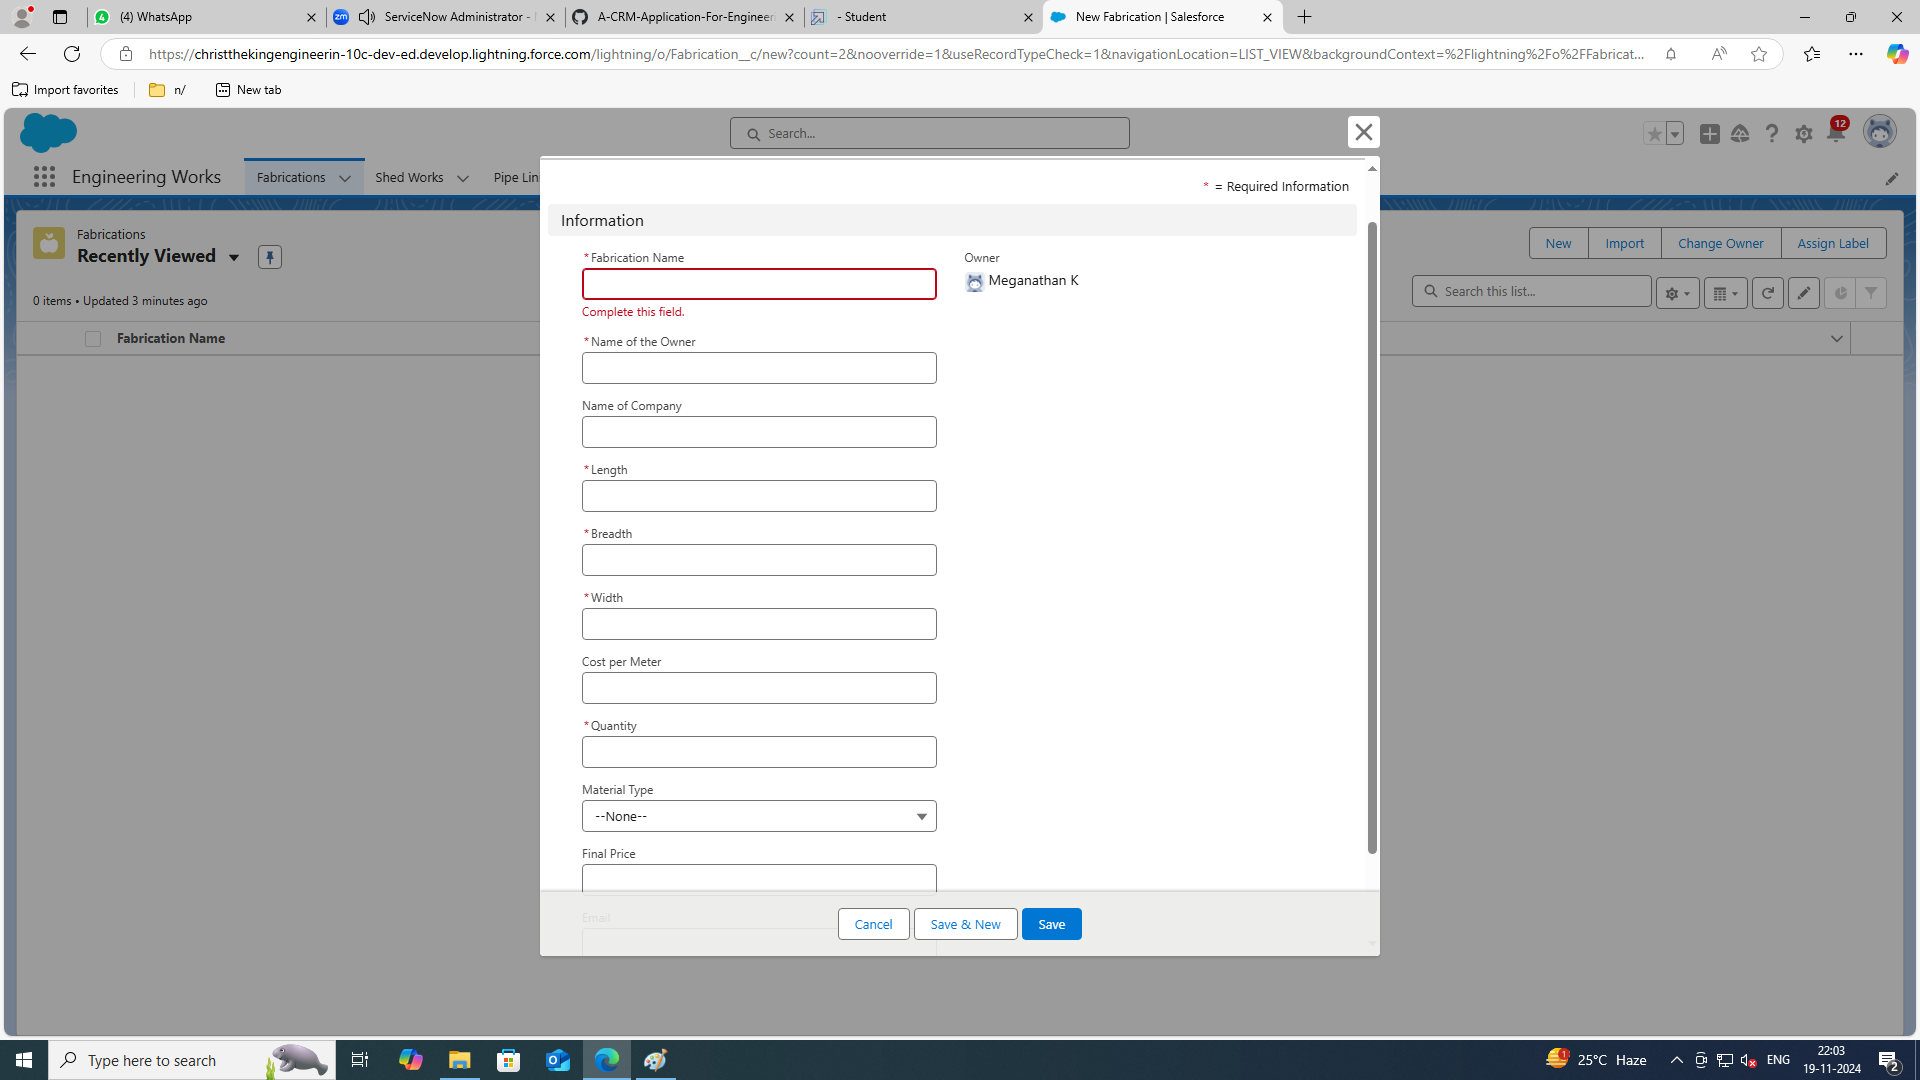 (4) WhatsApp
ServiceNow Administrator -
A-CRM-Application-For-Engineeri
- Student
New Fabrication | Salesforce
https://christthekingengineerin-10c-dev-ed.develop.lightning.force.com/lightning/o/Fabrication__c/new?count=2&nooverride=1&useRecordTypeCheck=1&navigationLocation=LIST_VIEW&backgroundContext=%2Flightning%2Fo%2FFabricat...
Import favorites
n/
New tab
Search...
12
Engineering Works
Fabrications
Shed Works
Pipe Lin
* = Required Information
Information
Fabrications
Recently Viewed
New
Import
Change Owner
Assign Label
0 items • Updated 3 minutes ago
Search this list...
Fabrication Name
*Fabrication Name
Complete this field.
Owner
Meganathan K
*Name of the Owner
Name of Company
*Length
*Breadth
*Width
Cost per Meter
*Quantity
Material Type
--None--
Final Price
Email
Cancel
Save & New
Save
Type here to search
25°C Haze
ENG
22:03
19-11-2024
2